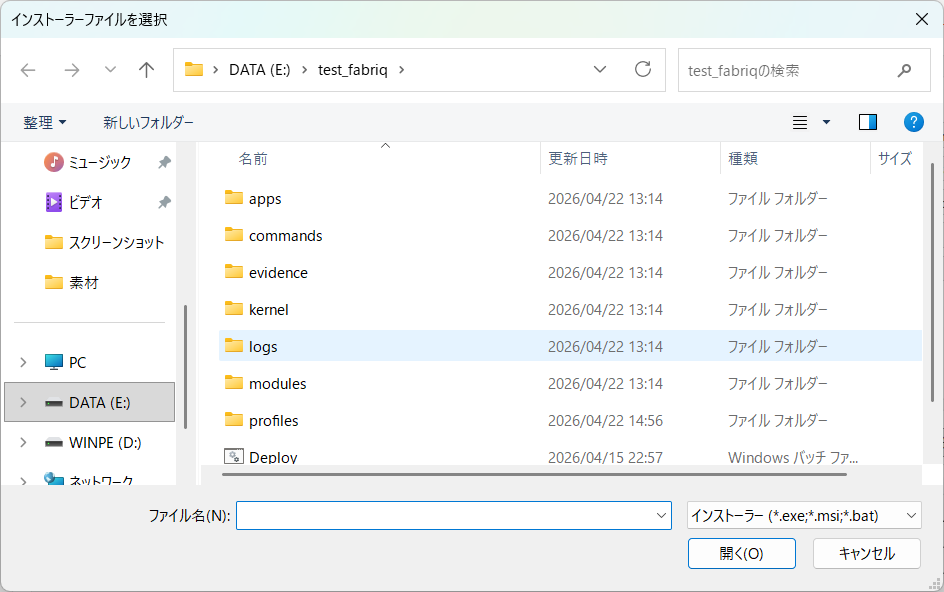 インストーラーファイルを選択
DATA (E:) test_fabriq
test_fabriqの検索
整理 新しいフォルダー
ミュージック
ビデオ
スクリーンショット
素材
PC
DATA (E:)
WINPE (D:)
ネットワーク
名前 更新日時 種類 サイズ
apps 2026/04/22 13:14 ファイル フォルダー
commands 2026/04/22 13:14 ファイル フォルダー
evidence 2026/04/22 13:14 ファイル フォルダー
kernel 2026/04/22 13:14 ファイル フォルダー
logs 2026/04/22 13:14 ファイル フォルダー
modules 2026/04/22 13:14 ファイル フォルダー
profiles 2026/04/22 14:56 ファイル フォルダー
Deploy 2026/04/15 22:57 Windows バッチ ファ...
ファイル名(N):
インストーラー (*.exe;*.msi;*.bat)
開く(O) キャンセル